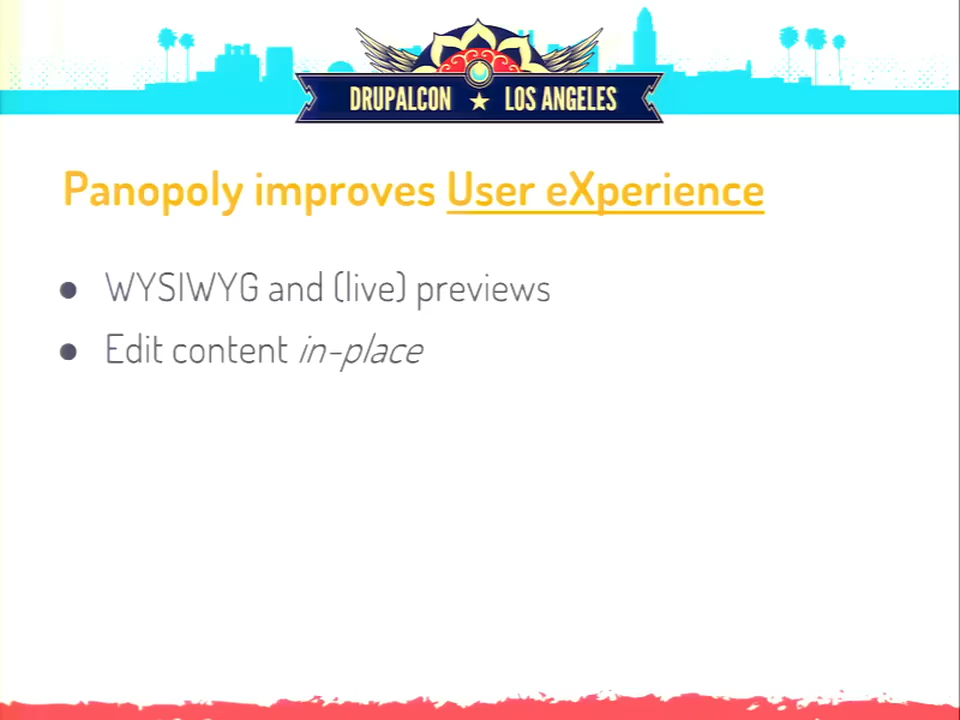 DRUPALCON ★ LOS ANGELES
Panopoly improves User eXperience
● WYSIWYG and (live) previews
● Edit content in-place